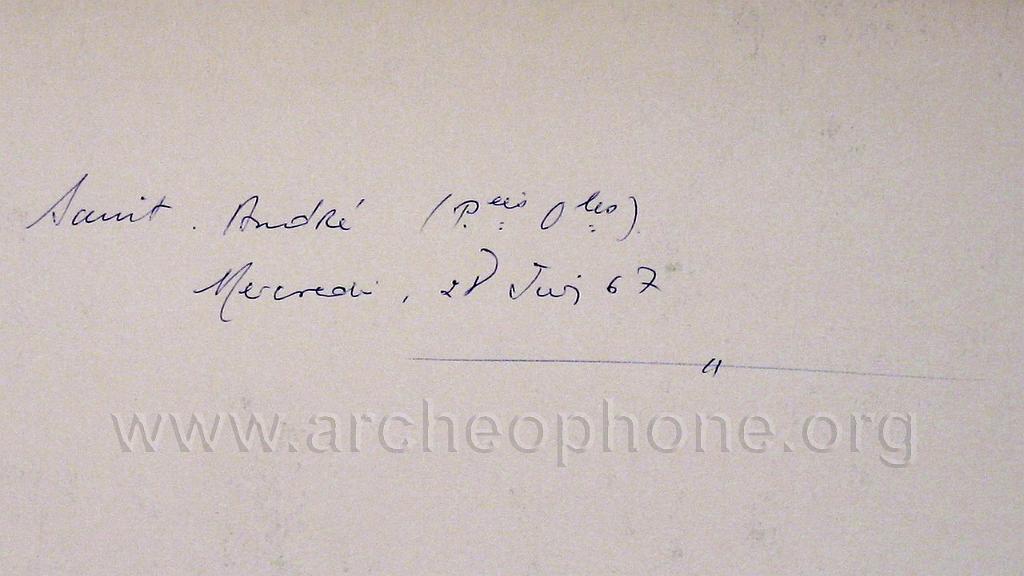 Saint. André (P.ées O.les)
Mercredi, 28 Juin 67
"
www.archeophone.org